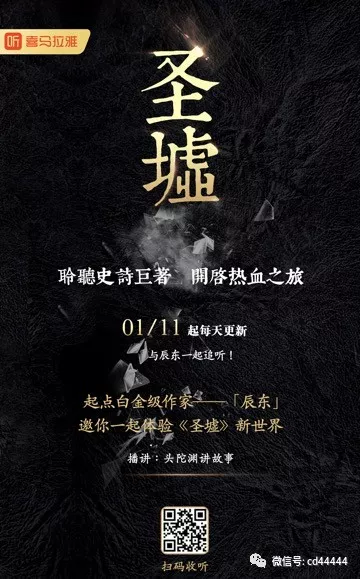 听 喜马拉雅
圣墟
聆聽史詩巨著 開啓热血之旅
01/11 起每天更新
与辰东一起追听！
起点白金级作家——「辰东」
邀你一起体验《圣墟》新世界
播讲：头陀渊讲故事
扫码收听
微信号: cd44444